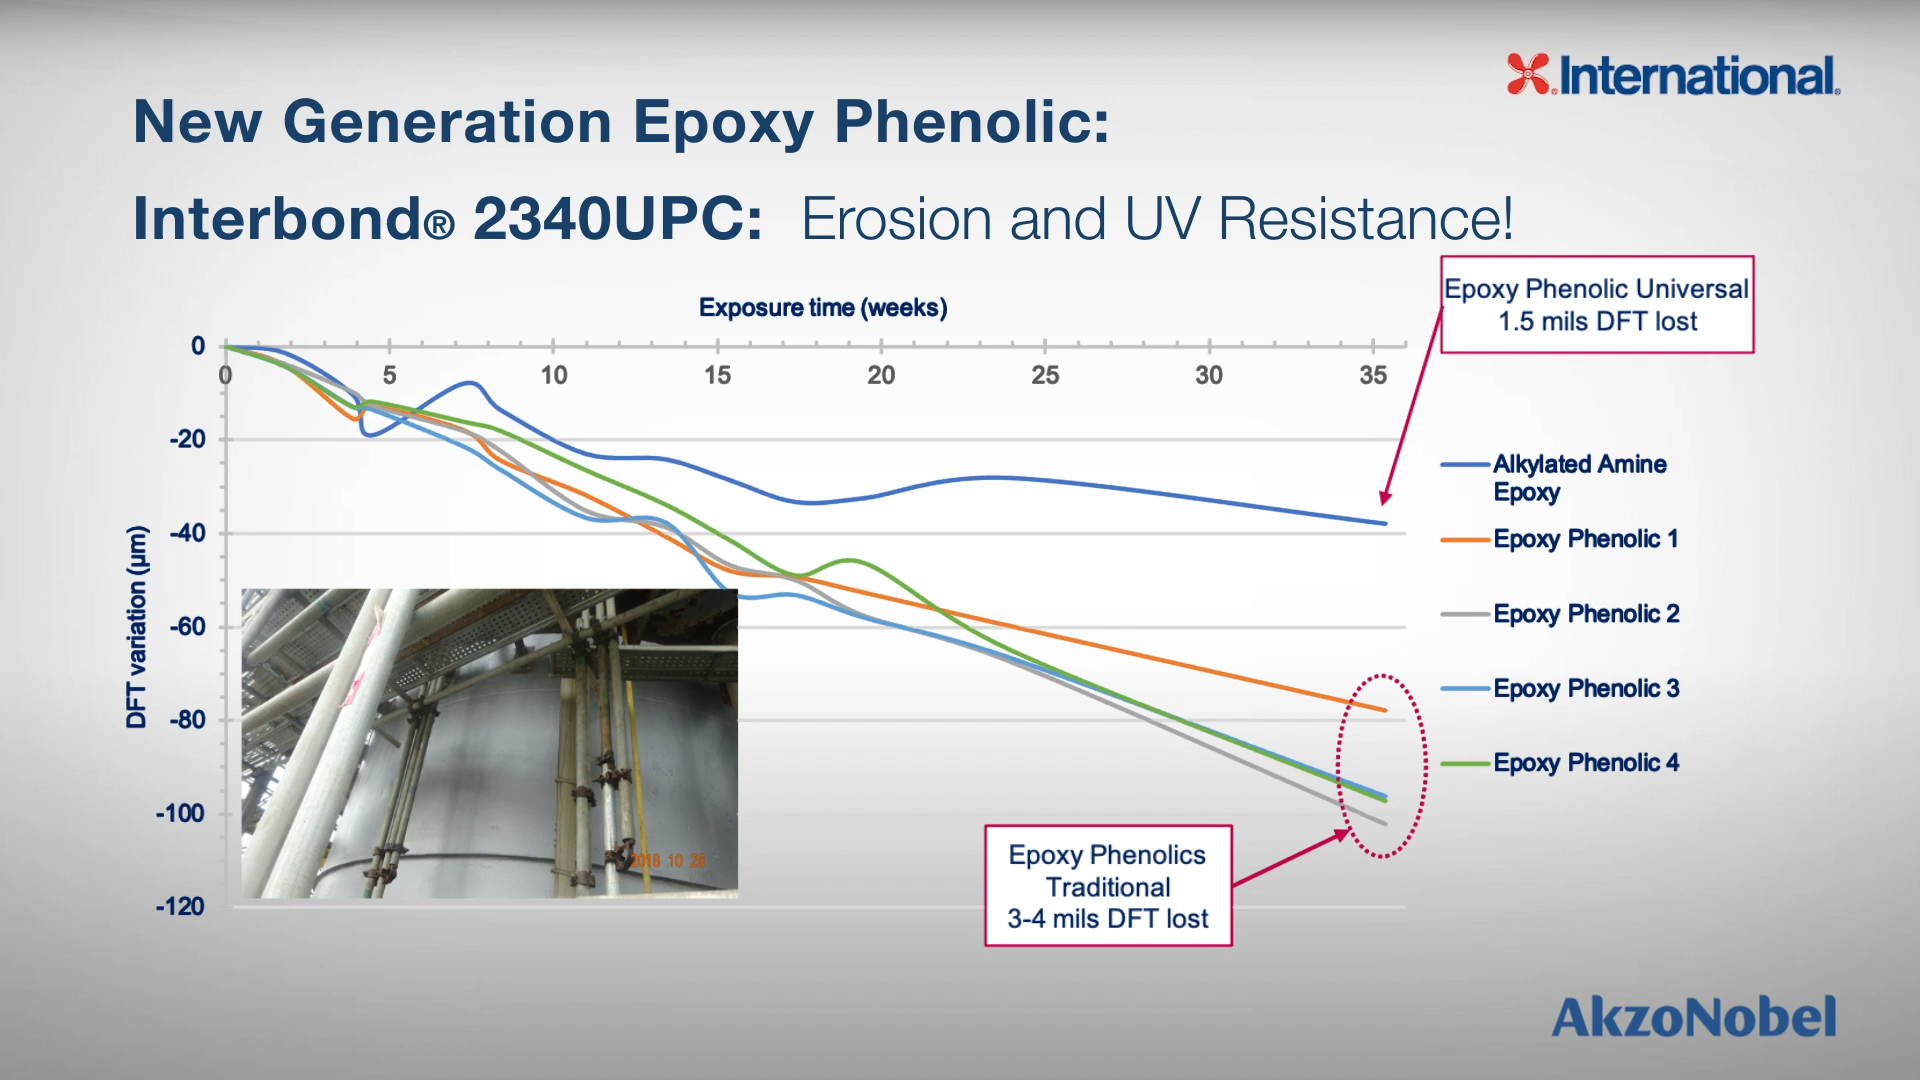 International
New Generation Epoxy Phenolic:
Interbond® 2340UPC: Erosion and UV Resistance!
Epoxy Phenolic Universal
1.5 mils DFT lost
Exposure time (weeks)
0
0 5 10 15 20 25 30 35
-20
-40
-60
-80
-100
-120
DFT variation (µm)
Alkylated Amine
Epoxy
Epoxy Phenolic 1
Epoxy Phenolic 2
Epoxy Phenolic 3
Epoxy Phenolic 4
2018 10 26
Epoxy Phenolics
Traditional
3-4 mils DFT lost
AkzoNobel